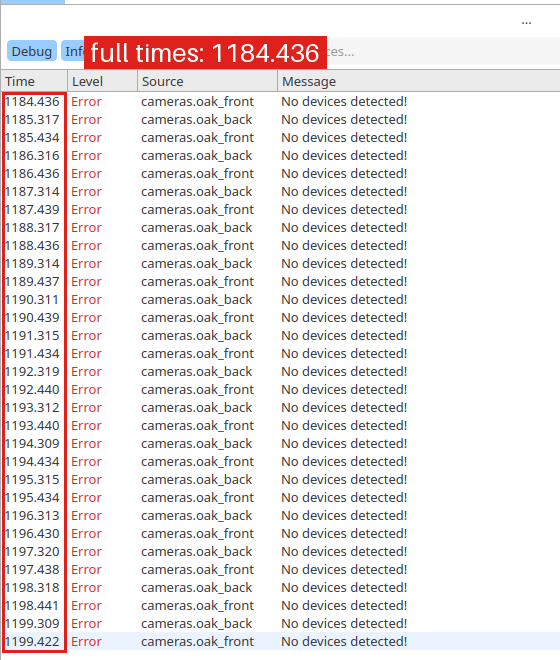 ...
Debug Inf full times: 1184.436 ces...
Time Level Source Message
1184.436 Error cameras.oak_front No devices detected!
1185.317 Error cameras.oak_back No devices detected!
1185.434 Error cameras.oak_front No devices detected!
1186.316 Error cameras.oak_back No devices detected!
1186.436 Error cameras.oak_front No devices detected!
1187.314 Error cameras.oak_back No devices detected!
1187.439 Error cameras.oak_front No devices detected!
1188.317 Error cameras.oak_back No devices detected!
1188.436 Error cameras.oak_front No devices detected!
1189.314 Error cameras.oak_back No devices detected!
1189.437 Error cameras.oak_front No devices detected!
1190.311 Error cameras.oak_back No devices detected!
1190.439 Error cameras.oak_front No devices detected!
1191.315 Error cameras.oak_back No devices detected!
1191.434 Error cameras.oak_front No devices detected!
1192.319 Error cameras.oak_back No devices detected!
1192.440 Error cameras.oak_front No devices detected!
1193.312 Error cameras.oak_back No devices detected!
1193.440 Error cameras.oak_front No devices detected!
1194.309 Error cameras.oak_back No devices detected!
1194.434 Error cameras.oak_front No devices detected!
1195.315 Error cameras.oak_back No devices detected!
1195.434 Error cameras.oak_front No devices detected!
1196.313 Error cameras.oak_back No devices detected!
1196.430 Error cameras.oak_front No devices detected!
1197.320 Error cameras.oak_back No devices detected!
1197.438 Error cameras.oak_front No devices detected!
1198.318 Error cameras.oak_back No devices detected!
1198.441 Error cameras.oak_front No devices detected!
1199.309 Error cameras.oak_back No devices detected!
1199.422 Error cameras.oak_front No devices detected!